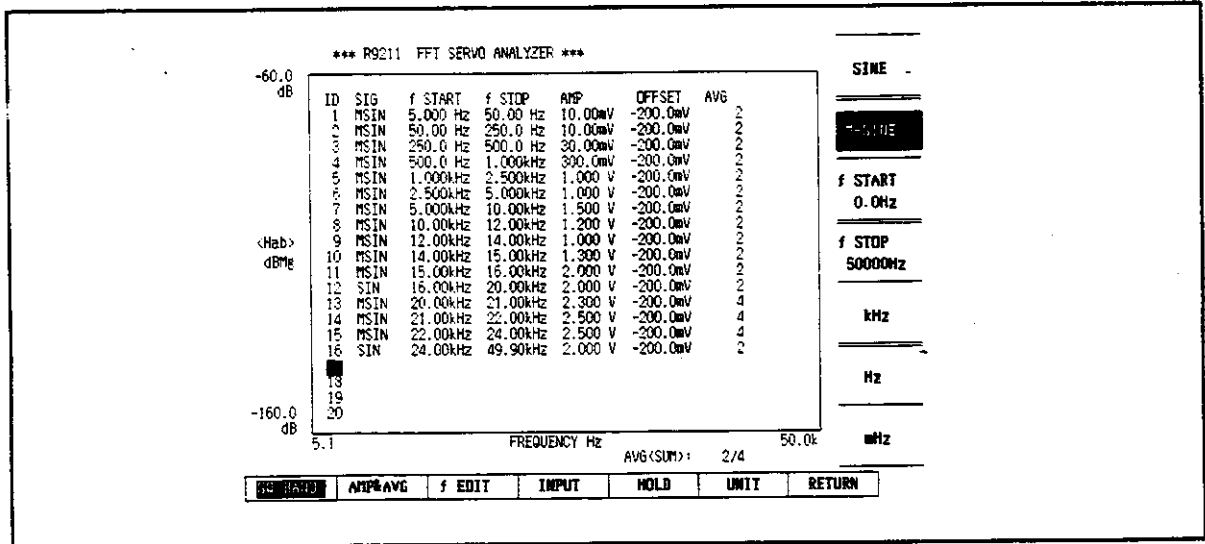 *** R9211 FFT SERVO ANALYZER ***
-60.0
dB
ID SIG f START f STOP AMP OFFSET AVG
1 MSIN 5.000 Hz 50.00 Hz 10.00mV -200.0mV 2
2 MSIN 50.00 Hz 250.0 Hz 10.00mV -200.0mV 2
3 MSIN 250.0 Hz 500.0 Hz 30.00mV -200.0mV 2
4 MSIN 500.0 Hz 1.000kHz 300.0mV -200.0mV 2
5 MSIN 1.000kHz 2.500kHz 1.000 V -200.0mV 2
6 MSIN 2.500kHz 5.000kHz 1.000 V -200.0mV 2
7 MSIN 5.000kHz 10.00kHz 1.500 V -200.0mV 2
8 MSIN 10.00kHz 12.00kHz 1.200 V -200.0mV 2
9 MSIN 12.00kHz 14.00kHz 1.000 V -200.0mV 2
10 MSIN 14.00kHz 15.00kHz 1.300 V -200.0mV 2
11 MSIN 15.00kHz 16.00kHz 2.000 V -200.0mV 2
12 SIN 16.00kHz 20.00kHz 2.000 V -200.0mV 2
13 MSIN 20.00kHz 21.00kHz 2.300 V -200.0mV 4
14 MSIN 21.00kHz 22.00kHz 2.500 V -200.0mV 4
15 MSIN 22.00kHz 24.00kHz 2.500 V -200.0mV 4
16 SIN 24.00kHz 49.90kHz 2.000 V -200.0mV 2
18
19
20
<Hab>
dBMg
-160.0
dB
5.1 FREQUENCY Hz 50.0k
AVG<SUM>: 2/4
SINE
M-SINE
f START
0.0Hz
f STOP
50000Hz
kHz
Hz
mHz
AMP&AVG f EDIT INPUT HOLD UNIT RETURN